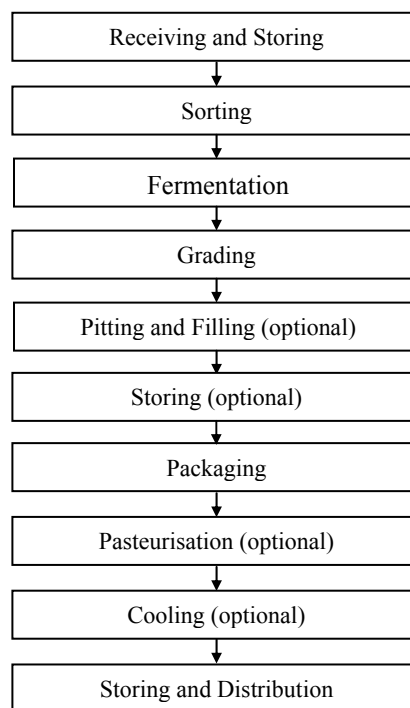 Receiving and Storing
Sorting
Fermentation
Grading
Pitting and Filling (optional)
Storing (optional)
Packaging
Pasteurisation (optional)
Cooling (optional)
Storing and Distribution